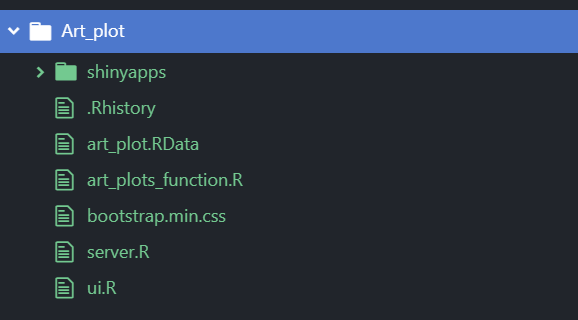 Art_plot
shinyapps
.Rhistory
art_plot.RData
art_plots_function.R
bootstrap.min.css
server.R
ui.R